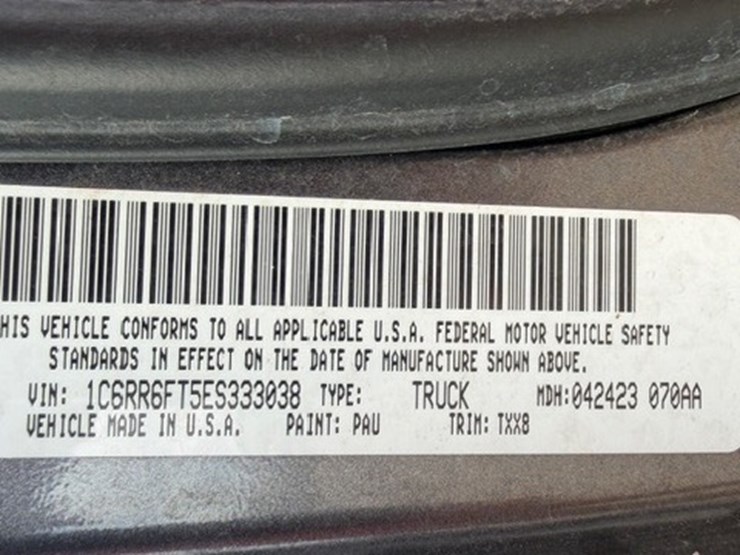 HIS VEHICLE CONFORMS TO ALL APPLICABLE U.S.A. FEDERAL MOTOR VEHICLE SAFETY
STANDARDS IN EFFECT ON THE DATE OF MANUFACTURE SHOWN ABOVE.
VIN: 1C6RR6FT5ES333038 TYPE: TRUCK MDH:042423 070AA
VEHICLE MADE IN U.S.A. PAINT: PAU TRIM: TXX8